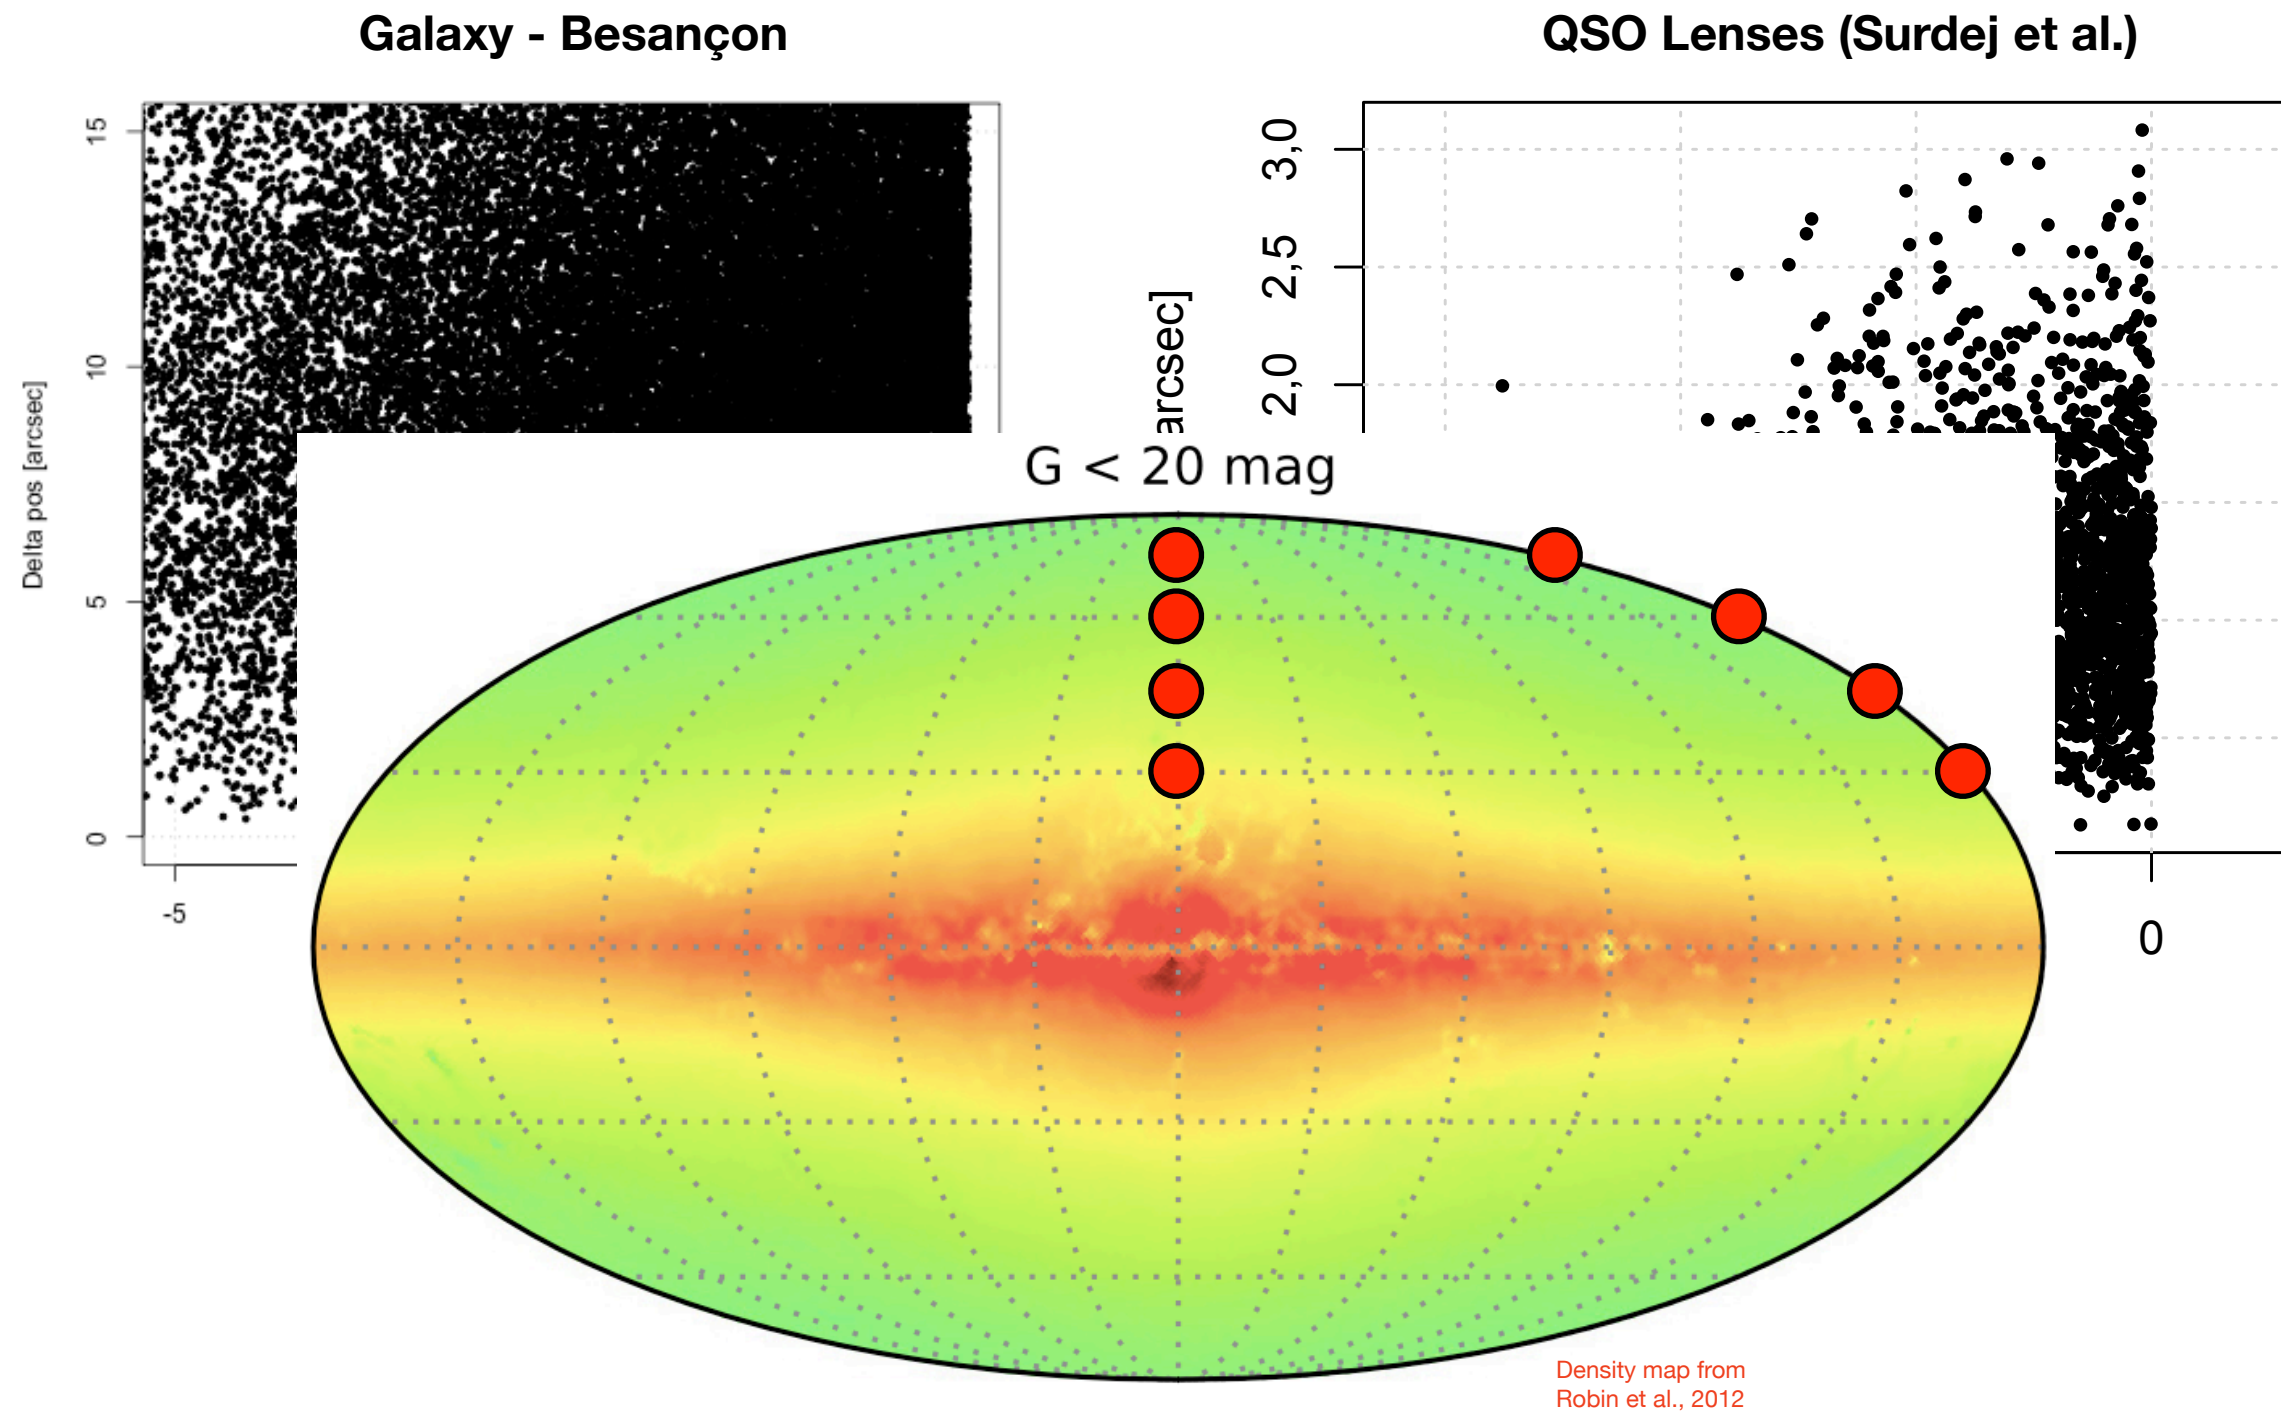 Galaxy - Besançon
QSO Lenses (Surdej et al.)
Delta pos [arcsec]
15
10
5
0
-5
arcsec]
3,0
2,5
2,0
0
G < 20 mag
Density map from
Robin et al., 2012